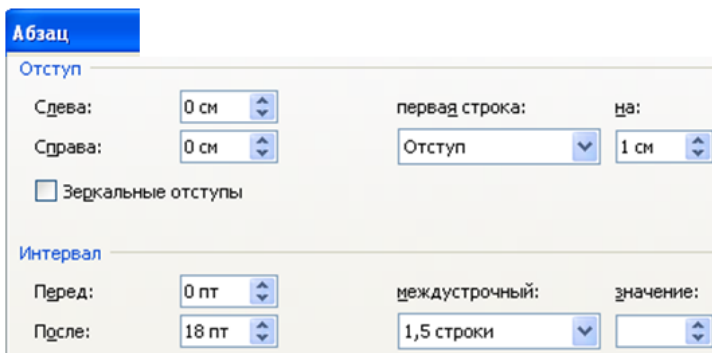 Абзац
Отступ
Слева: 0 см первая строка: на:
Справа: 0 см Отступ 1 см
Зеркальные отступы
Интервал
Перед: 0 пт междустрочный: значение:
После: 18 пт 1,5 строки